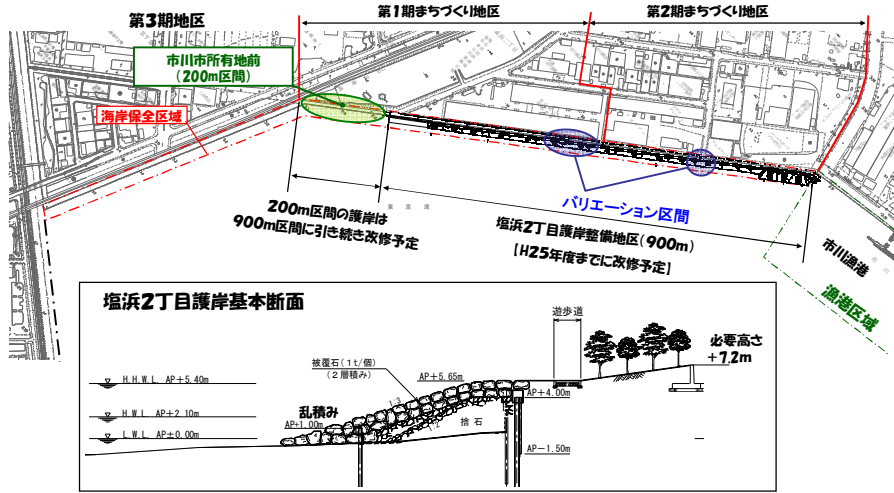 第3期地区
第1期まちづくり地区
第2期まちづくり地区
市川市所有地前
(200m区間)
海岸保全区域
バリエーション区間
200m区間の護岸は
900m区間に引き続き改修予定
東京湾
塩浜2丁目護岸整備地区(900m)
[H25年度までに改修予定]
市川漁港
漁港区域
塩浜2丁目護岸基本断面
遊歩道
必要高さ
+7.2m
被覆石(1t/個)
(2層積み)
AP+5.65m
H.H.W.L. AP+5.40m
1:3
AP+4.00m
乱積み
H.W.L. AP+2.10m
AP+1.00m
1:2
捨石
L.W.L. AP±0.00m
AP-1.50m